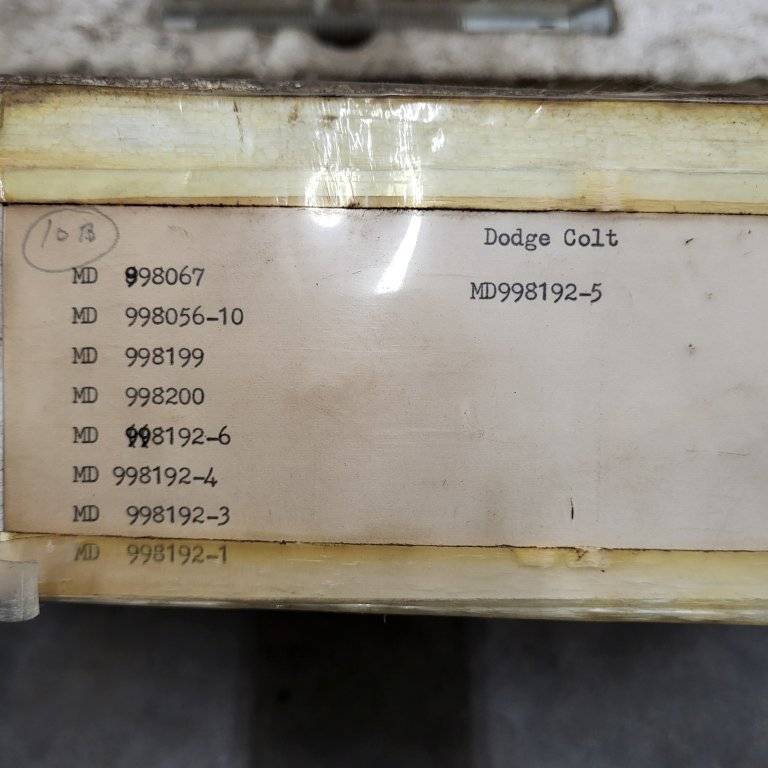 10 B
Dodge Colt
MD 998067
MD998192-5
MD 998056-10
MD 998199
MD 998200
MD 998192-6
MD 998192-4
MD 998192-3
MD 998192-1